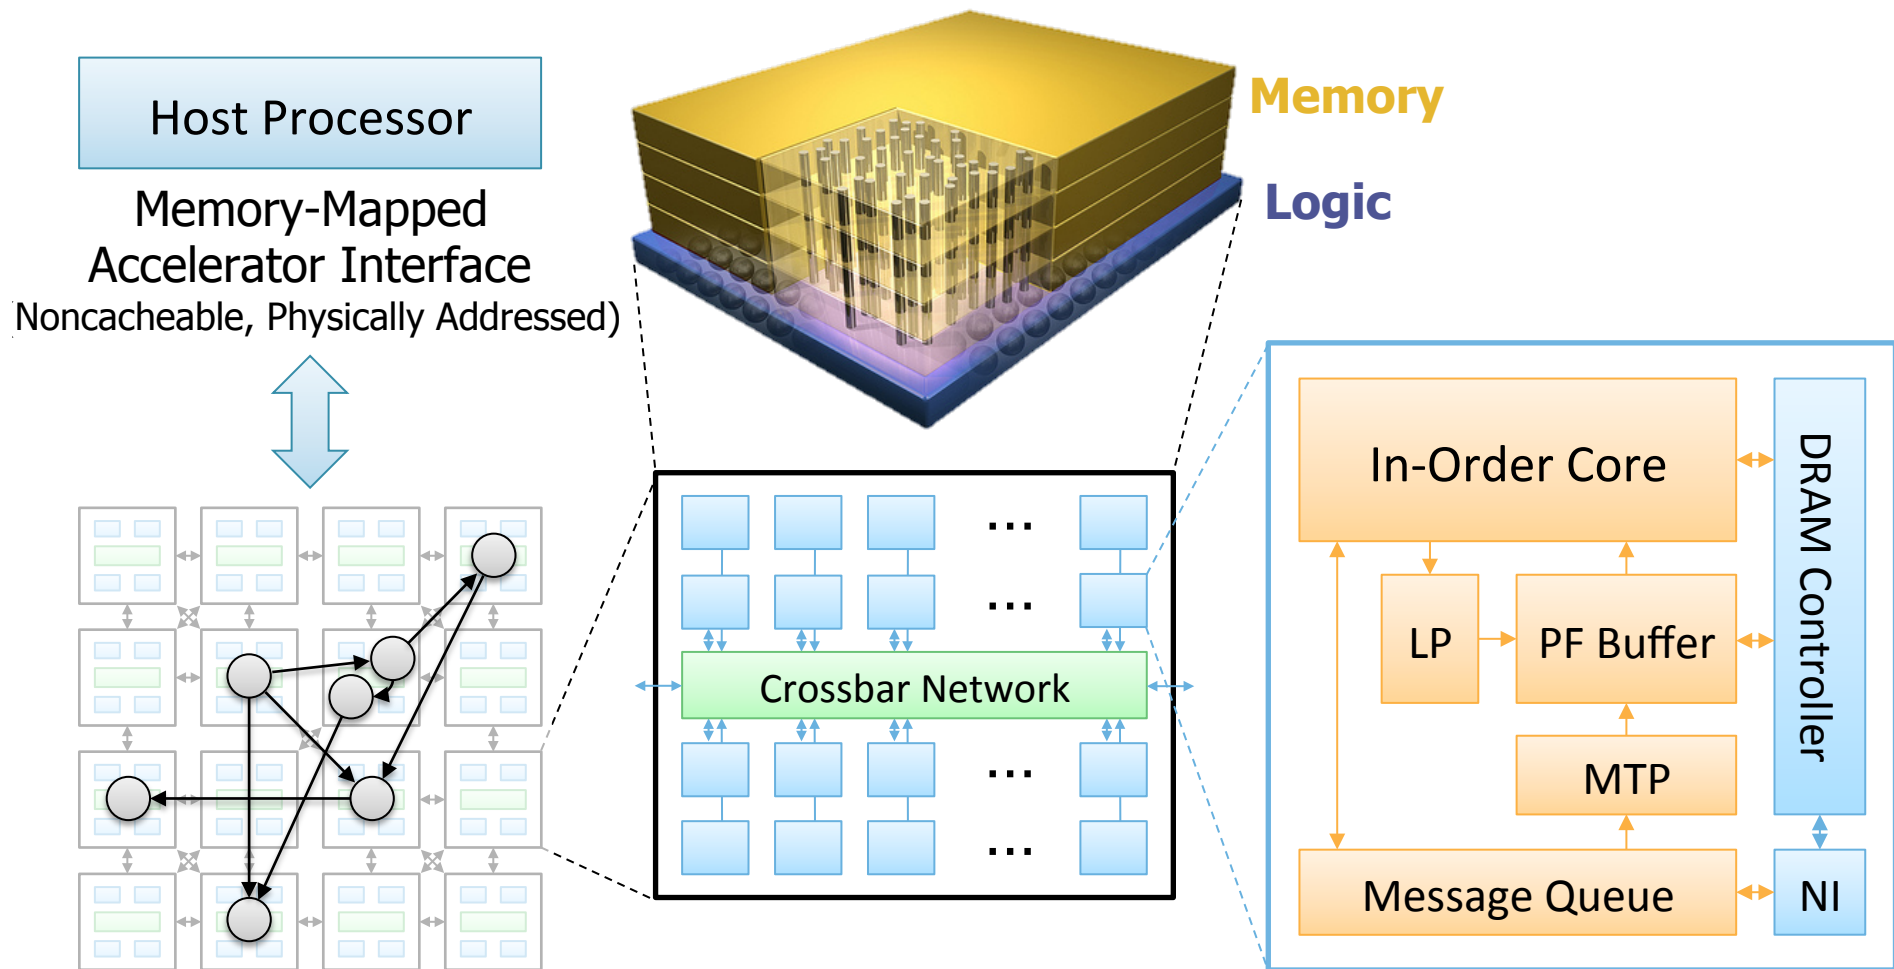 Host Processor
Memory-Mapped
Accelerator Interface
(Noncacheable, Physically Addressed)
Memory
Logic
...
...
Crossbar Network
...
...
In-Order Core
DRAM Controller
LP
PF Buffer
MTP
Message Queue
NI